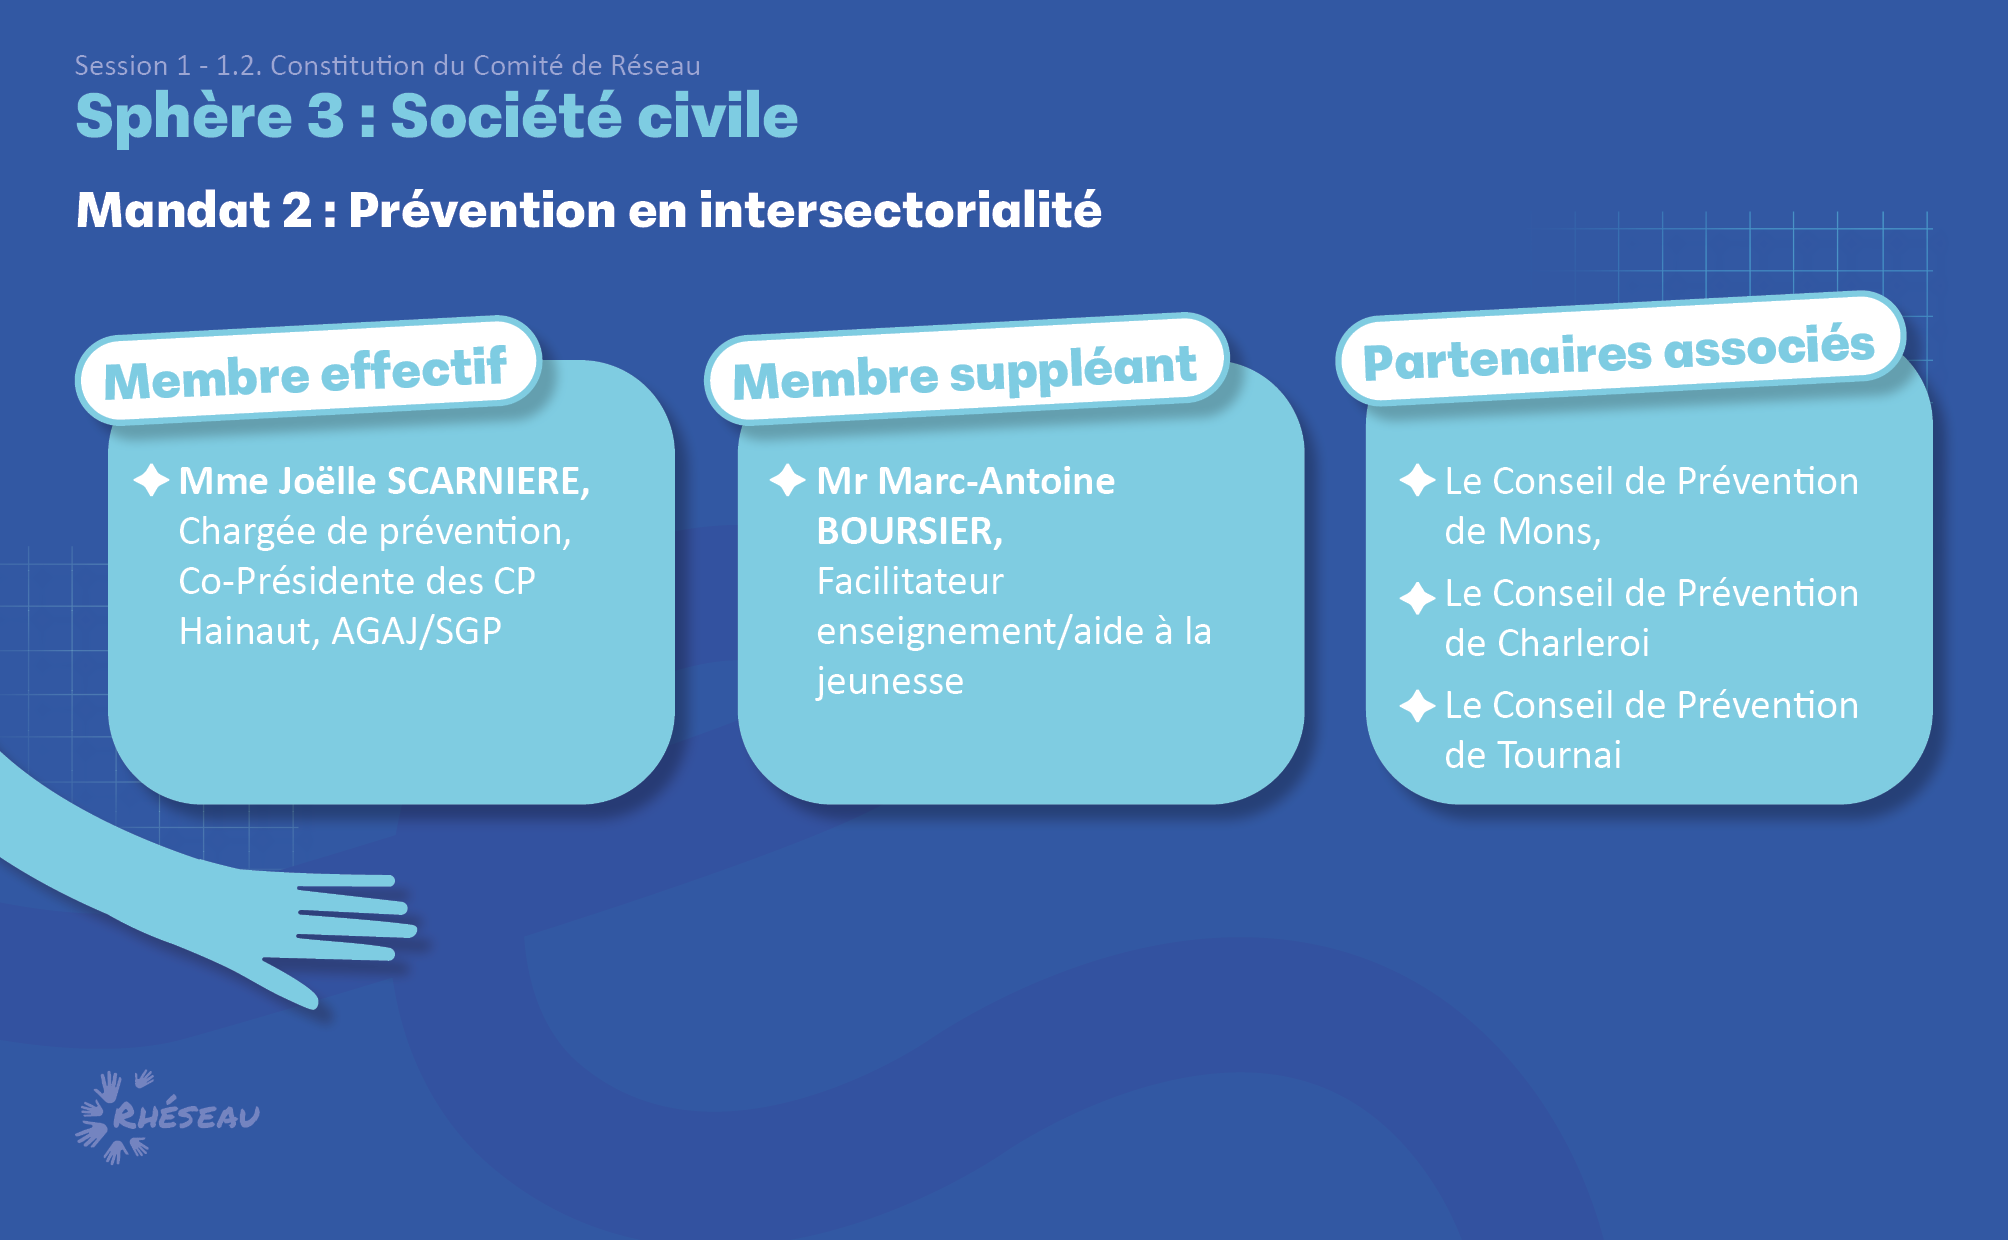 Session 1 - 1.2. Constitution du Comité de Réseau
Sphère 3 : Société civile
Mandat 2 : Prévention en intersectorialité
Membre effectif
Mme Joëlle SCARNIERE,
Chargée de prévention,
Co-Présidente des CP
Hainaut, AGAJ/SGP
Membre suppléant
Mr Marc-Antoine
BOURSIER,
Facilitateur
enseignement/aide à la
jeunesse
Partenaires associés
Le Conseil de Prévention
de Mons,
Le Conseil de Prévention
de Charleroi
Le Conseil de Prévention
de Tournai
RHÉSEAU